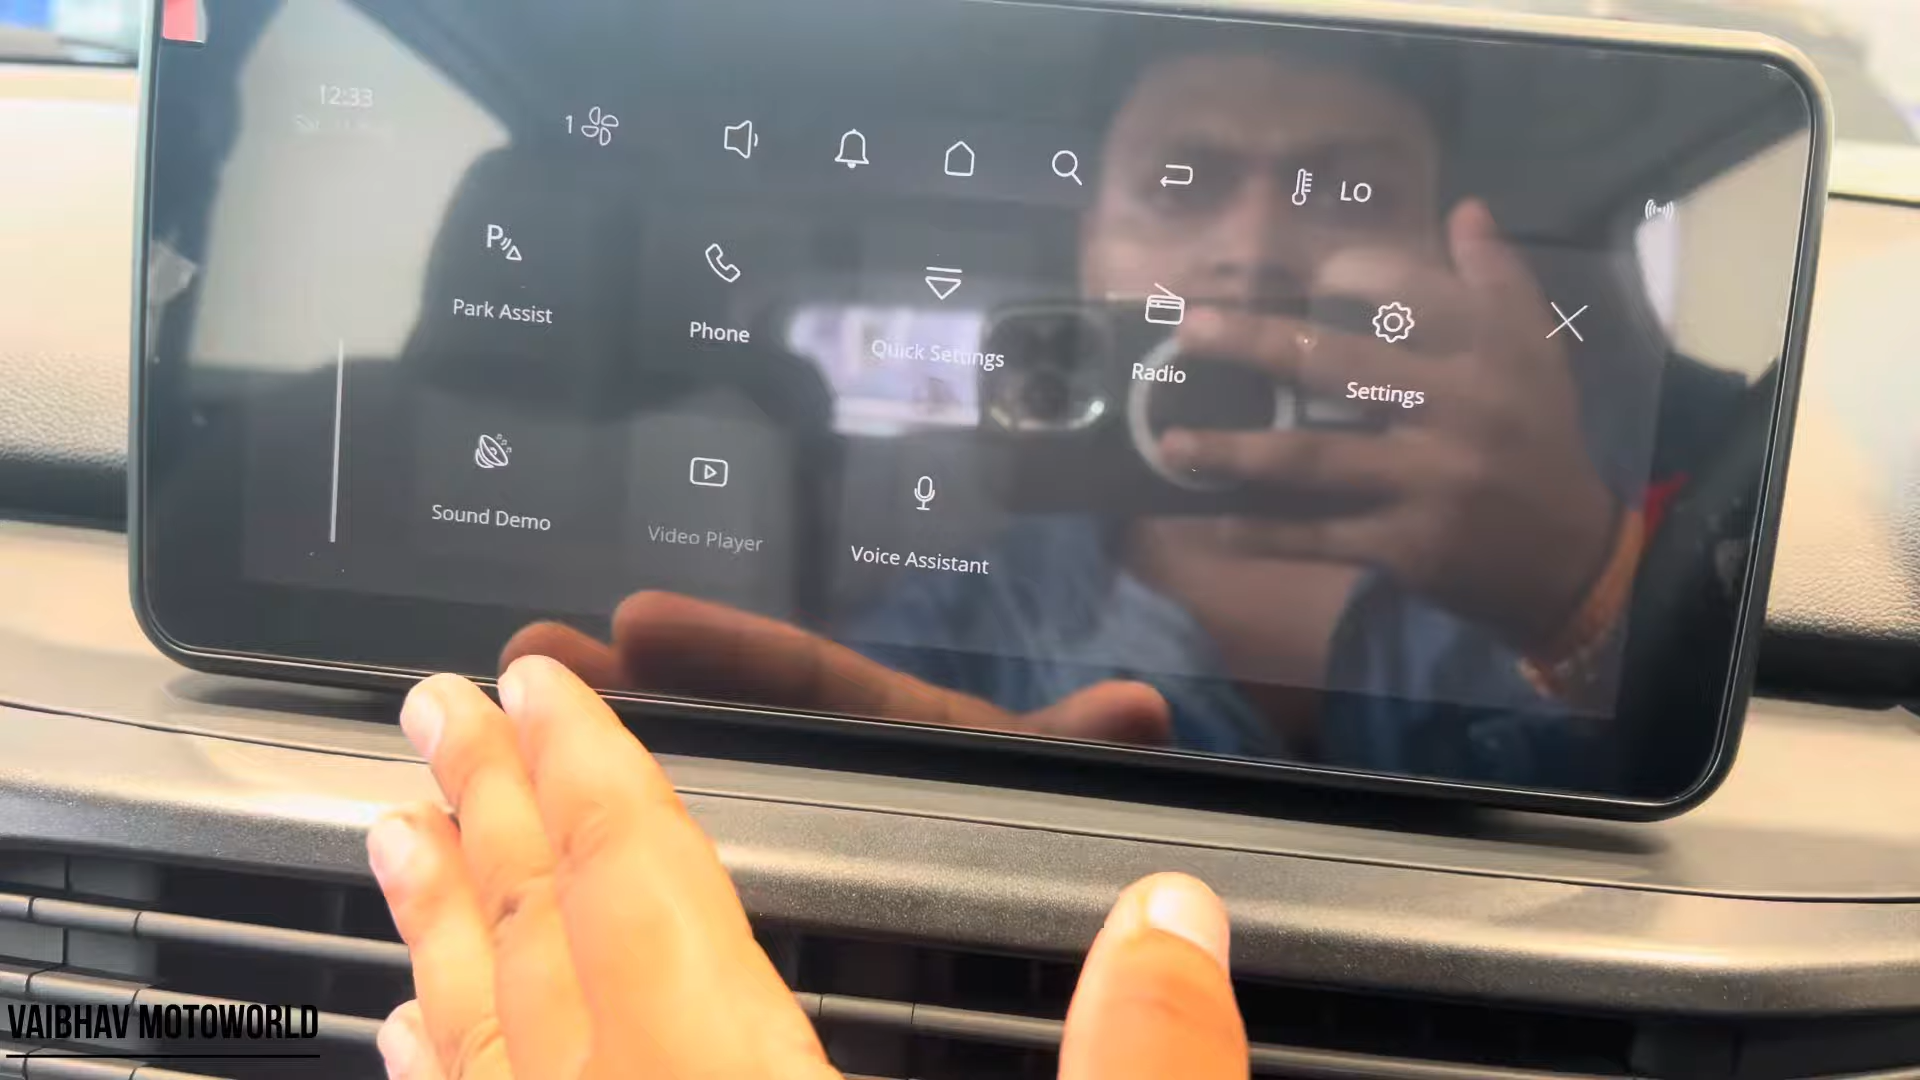 12:33
1
LO
Park Assist
Phone
Quick Settings
Radio
Settings
Sound Demo
Video Player
Voice Assistant
VAIBHAV MOTOWORLD